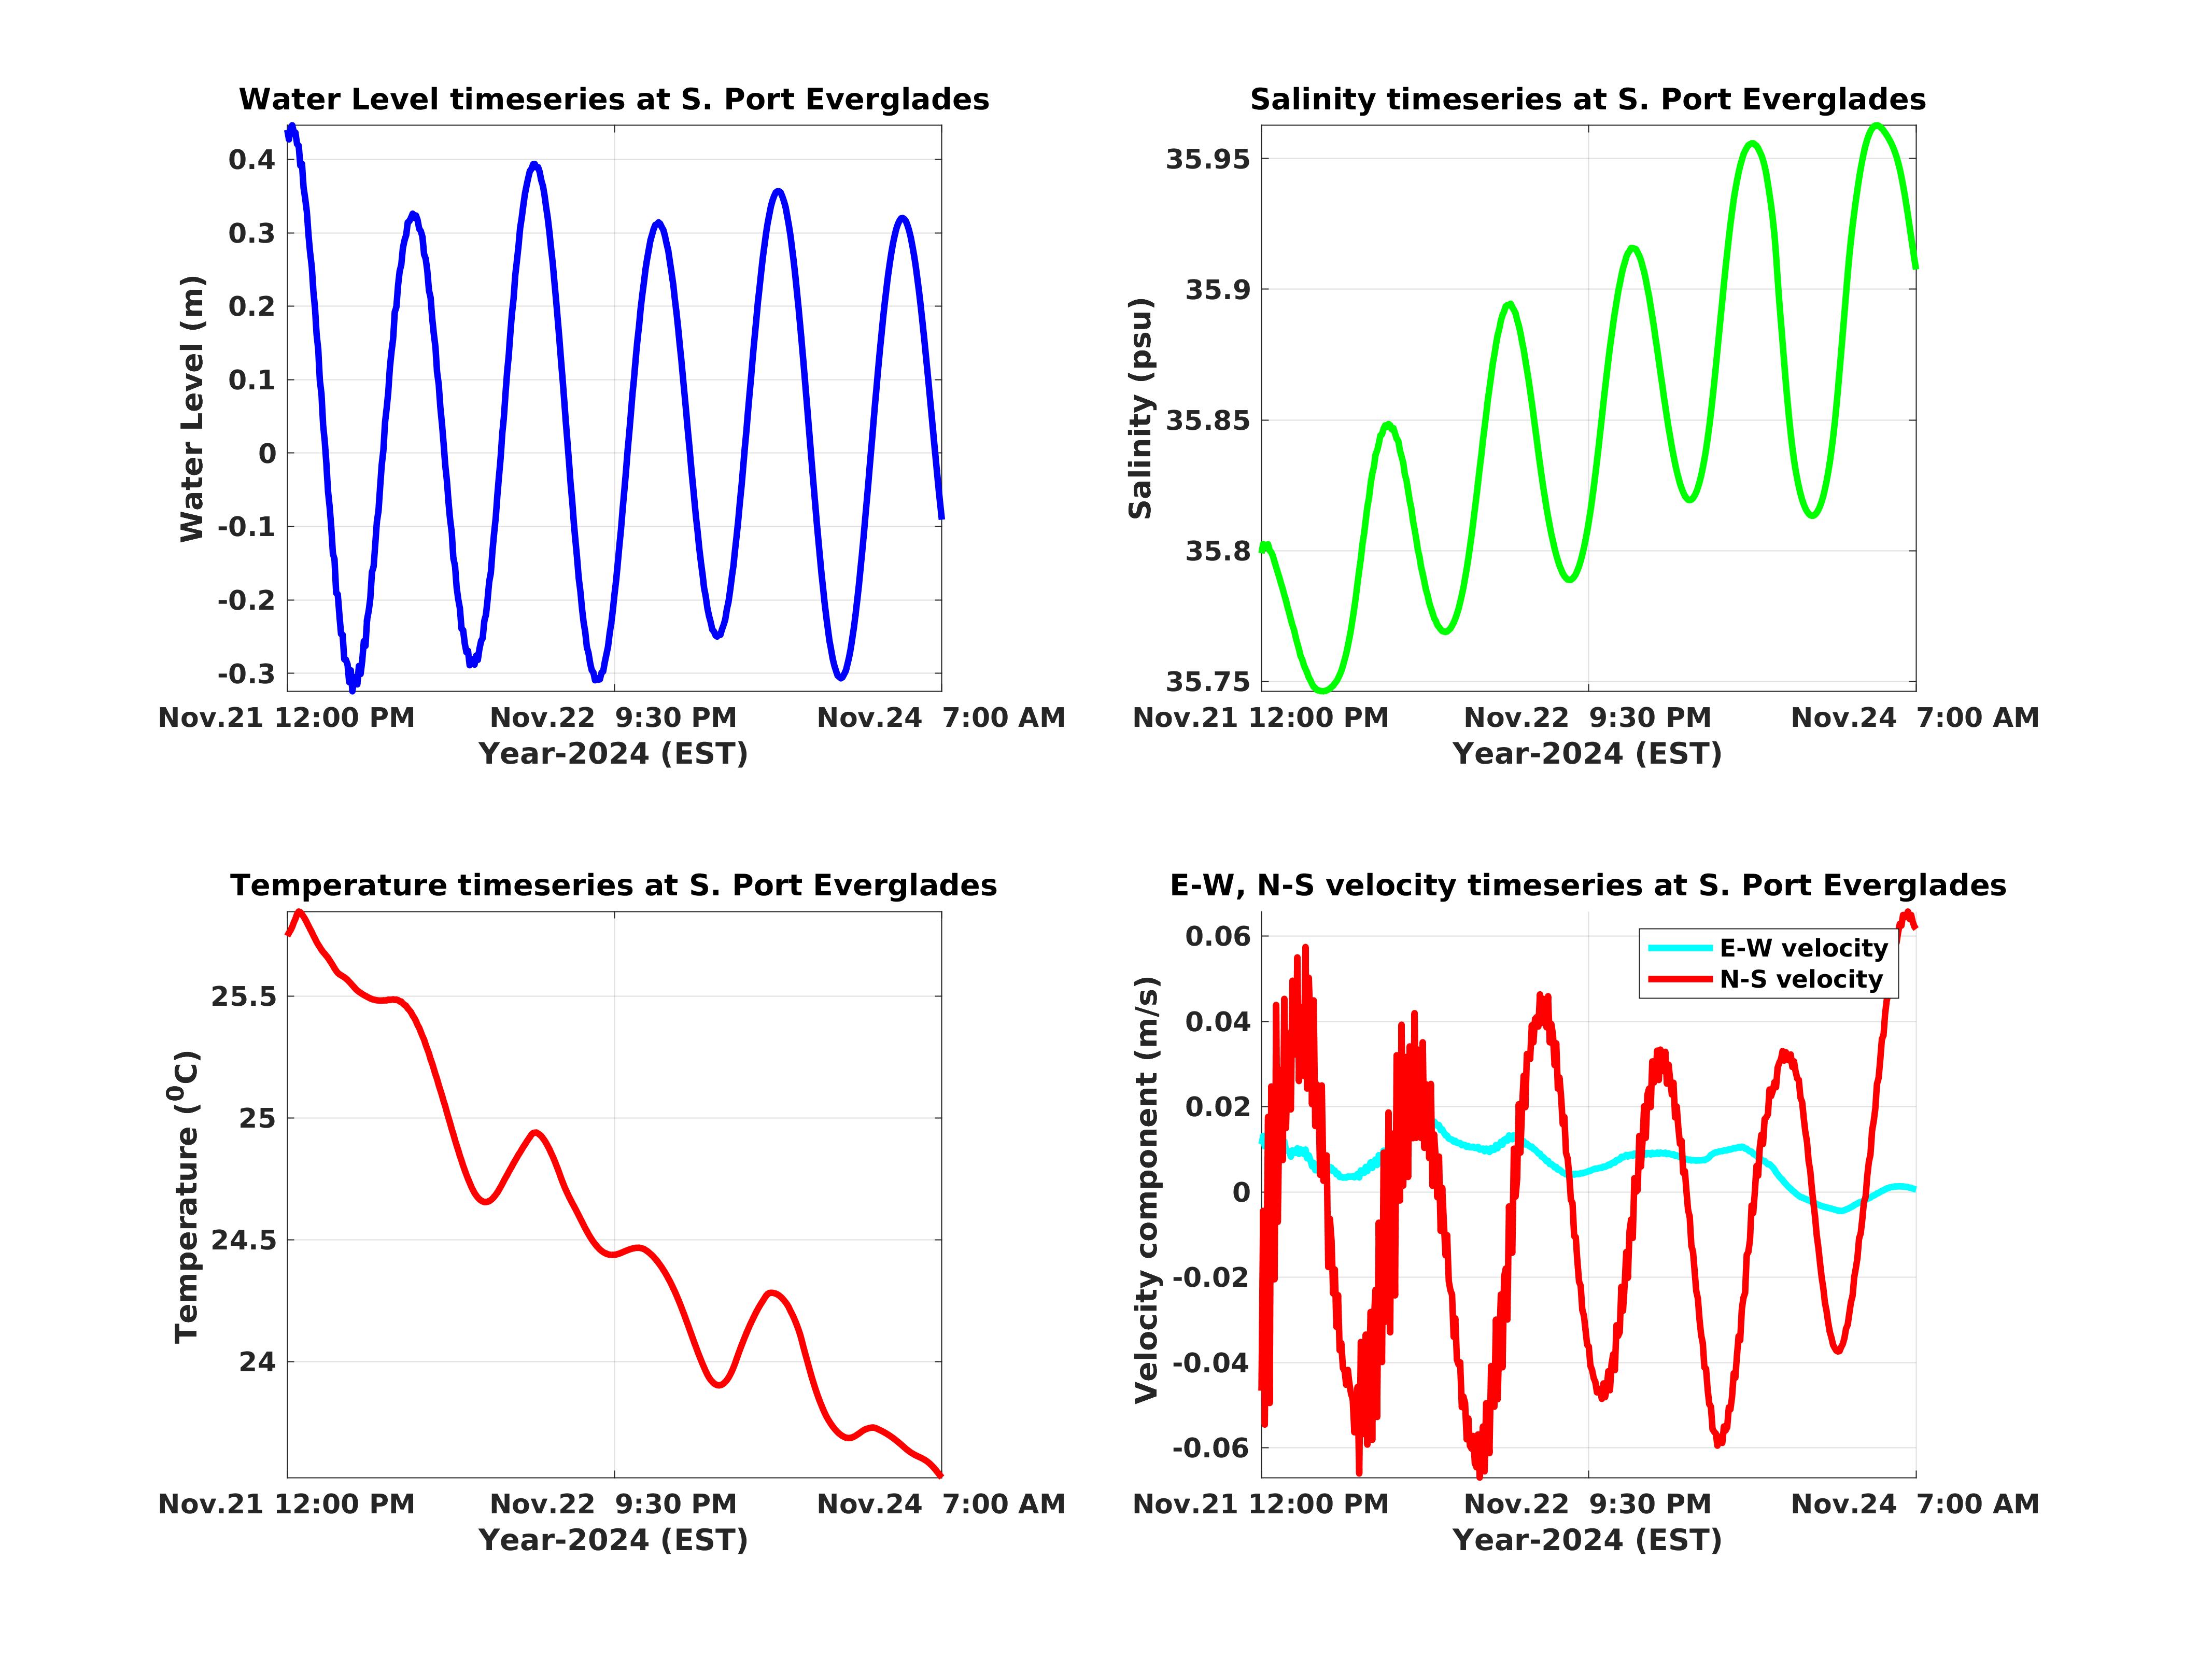 Water Level timeseries at S. Port Everglades
Water Level (m)
0.4
0.3
0.2
0.1
0
-0.1
-0.2
-0.3
Nov.21 12:00 PM
Nov.22 9:30 PM
Nov.24 7:00 AM
Year-2024 (EST)
Salinity timeseries at S. Port Everglades
Salinity (psu)
35.95
35.9
35.85
35.8
35.75
Nov.21 12:00 PM
Nov.22 9:30 PM
Nov.24 7:00 AM
Year-2024 (EST)
Temperature timeseries at S. Port Everglades
Temperature (⁰C)
25.5
25
24.5
24
Nov.21 12:00 PM
Nov.22 9:30 PM
Nov.24 7:00 AM
Year-2024 (EST)
E-W, N-S velocity timeseries at S. Port Everglades
Velocity component (m/s)
0.06
0.04
0.02
0
-0.02
-0.04
-0.06
E-W velocity
N-S velocity
Nov.21 12:00 PM
Nov.22 9:30 PM
Nov.24 7:00 AM
Year-2024 (EST)